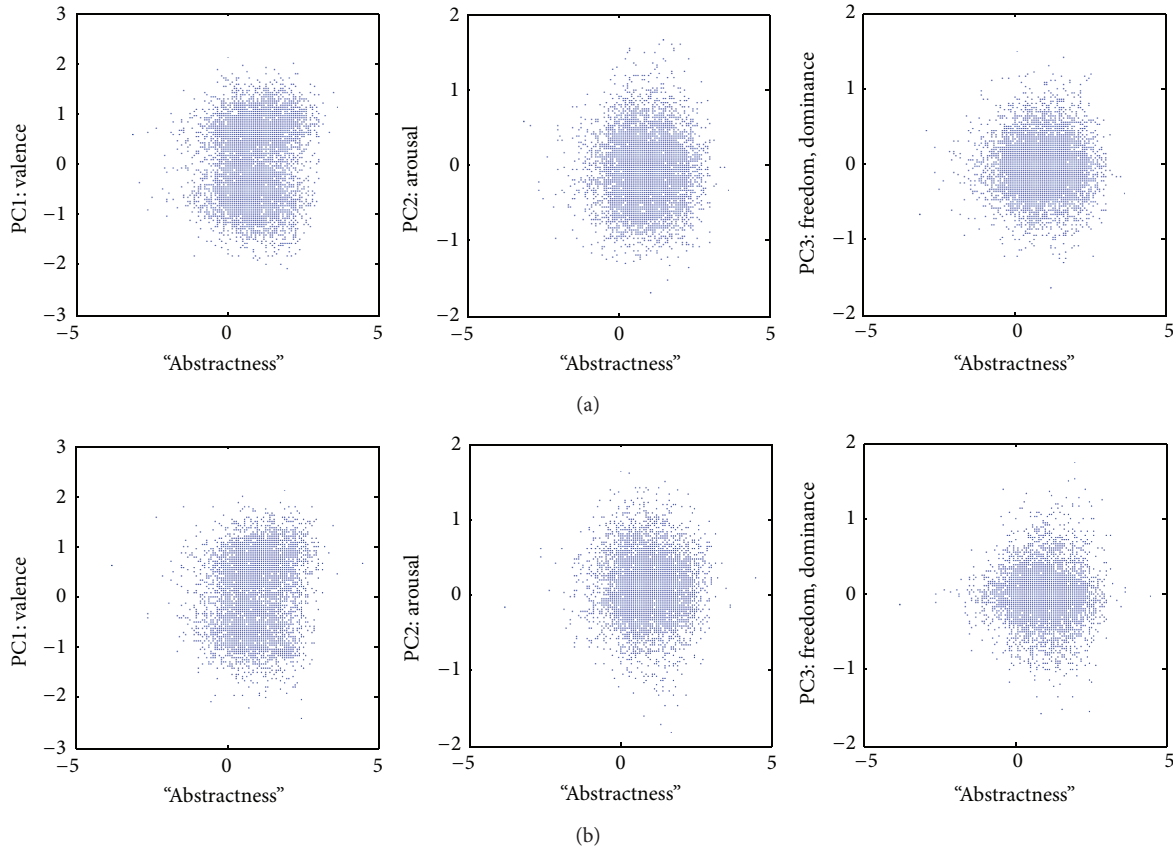 3
2
1
0
−1
−2
−3
−5 0 5
PC1: valence
“Abstractness”
2
1
0
−1
−2
−5 0 5
PC2: arousal
“Abstractness”
2
1
0
−1
−2
−5 0 5
PC3: freedom, dominance
“Abstractness”
(a)
3
2
1
0
−1
−2
−3
−5 0 5
PC1: valence
“Abstractness”
2
1
0
−1
−2
−5 0 5
PC2: arousal
“Abstractness”
2
1
0
−1
−2
−5 0 5
PC3: freedom, dominance
“Abstractness”
(b)